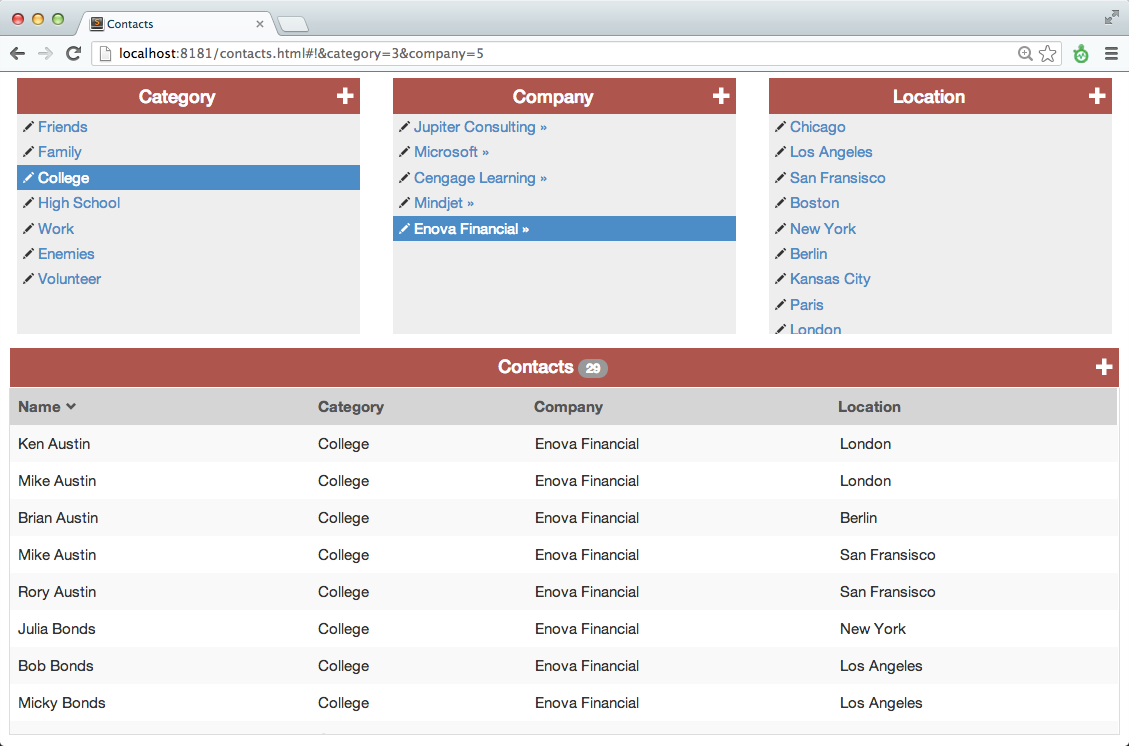 Contacts
localhost:8181/contacts.html#!&category=3&company=5
Category
Friends
Family
College
High School
Work
Enemies
Volunteer
Company
Jupiter Consulting »
Microsoft »
Cengage Learning »
Mindjet »
Enova Financial »
Location
Chicago
Los Angeles
San Fransisco
Boston
New York
Berlin
Kansas City
Paris
London
Contacts 29
Name Category Company Location
Ken Austin College Enova Financial London
Mike Austin College Enova Financial London
Brian Austin College Enova Financial Berlin
Mike Austin College Enova Financial San Fransisco
Rory Austin College Enova Financial San Fransisco
Julia Bonds College Enova Financial New York
Bob Bonds College Enova Financial Los Angeles
Micky Bonds College Enova Financial Los Angeles